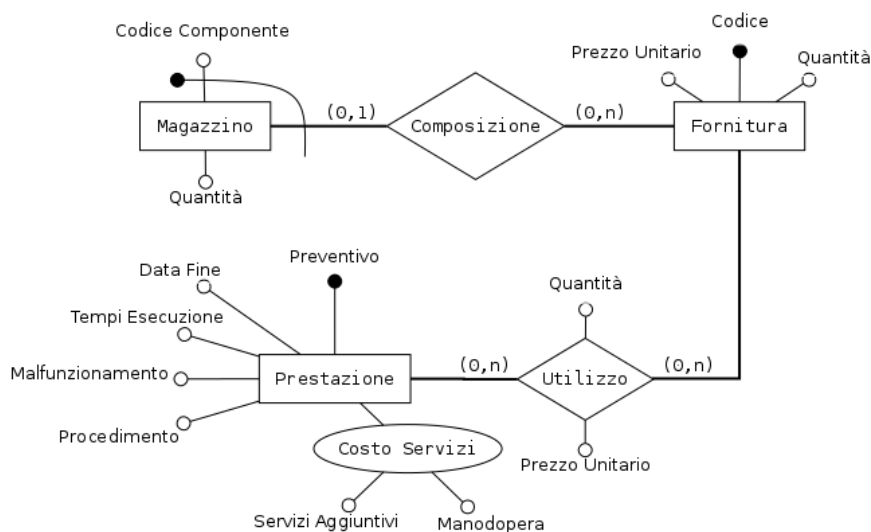 Codice Componente
Codice
Prezzo Unitario
Quantità
Magazzino
(0,1)
Composizione
(0,n)
Fornitura
Quantità
Preventivo
Data Fine
Quantità
Tempi Esecuzione
Malfunzionamento
Prestazione
(0,n)
Utilizzo
(0,n)
Procedimento
Costo Servizi
Prezzo Unitario
Servizi Aggiuntivi
Manodopera